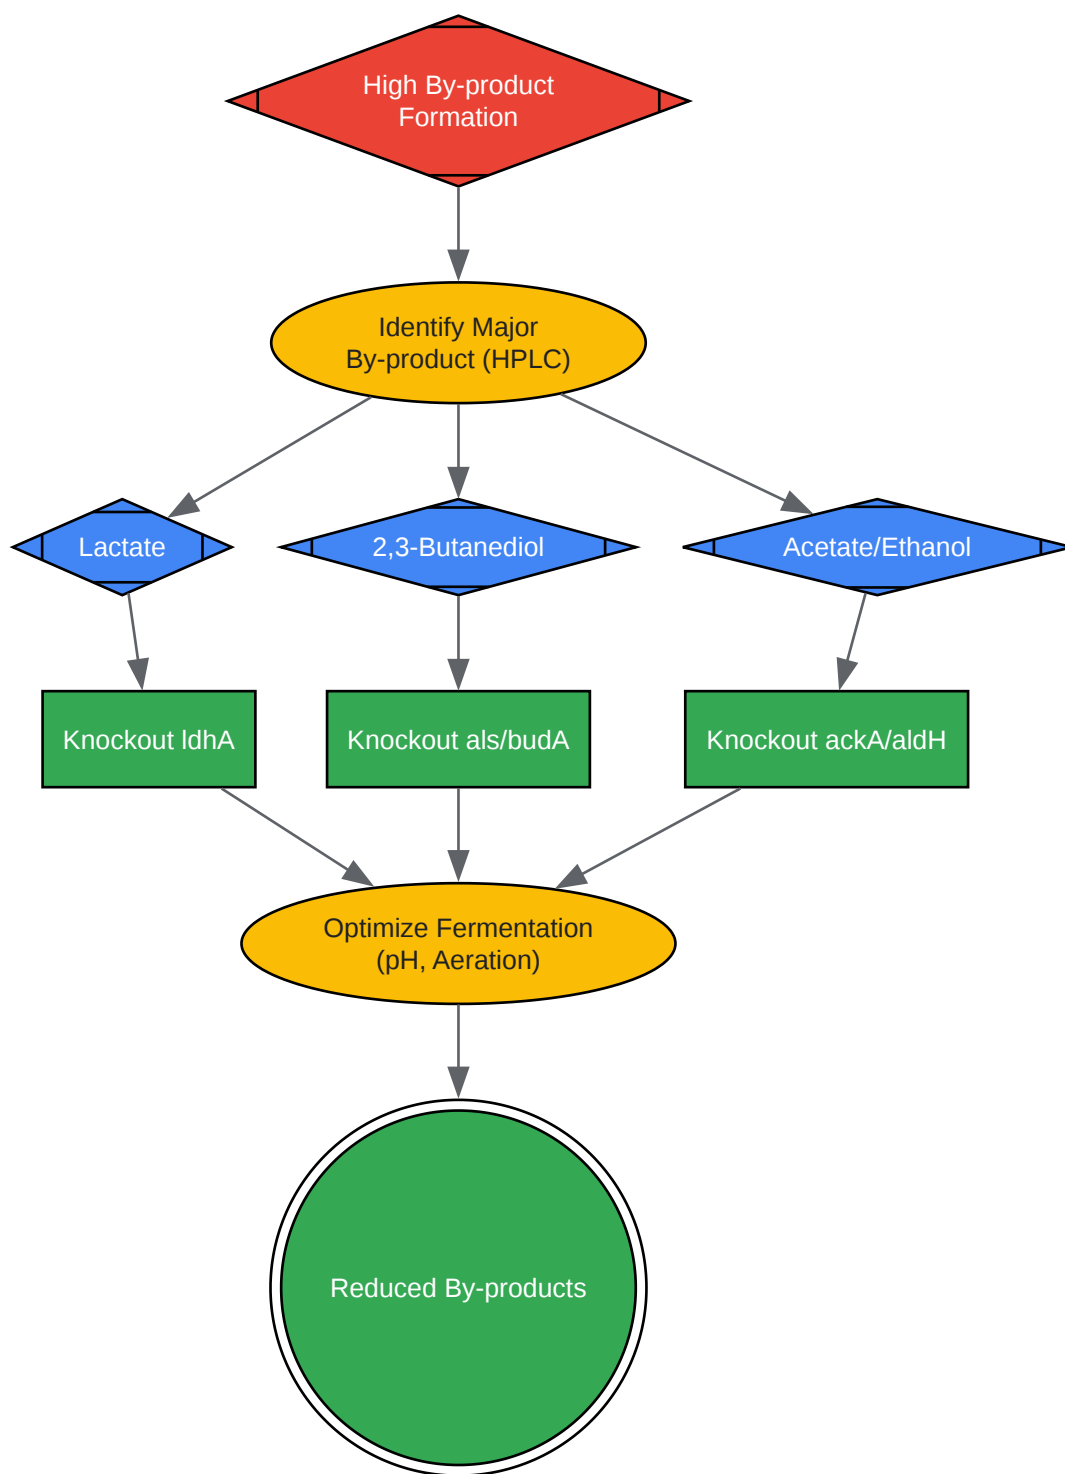 High By-product
Formation
Identify Major
By-product (HPLC)
Lactate
2,3-Butanediol
Acetate/Ethanol
Knockout ldhA
Knockout als/budA
Knockout ackA/aldH
Optimize Fermentation
(pH, Aeration)
Reduced By-products